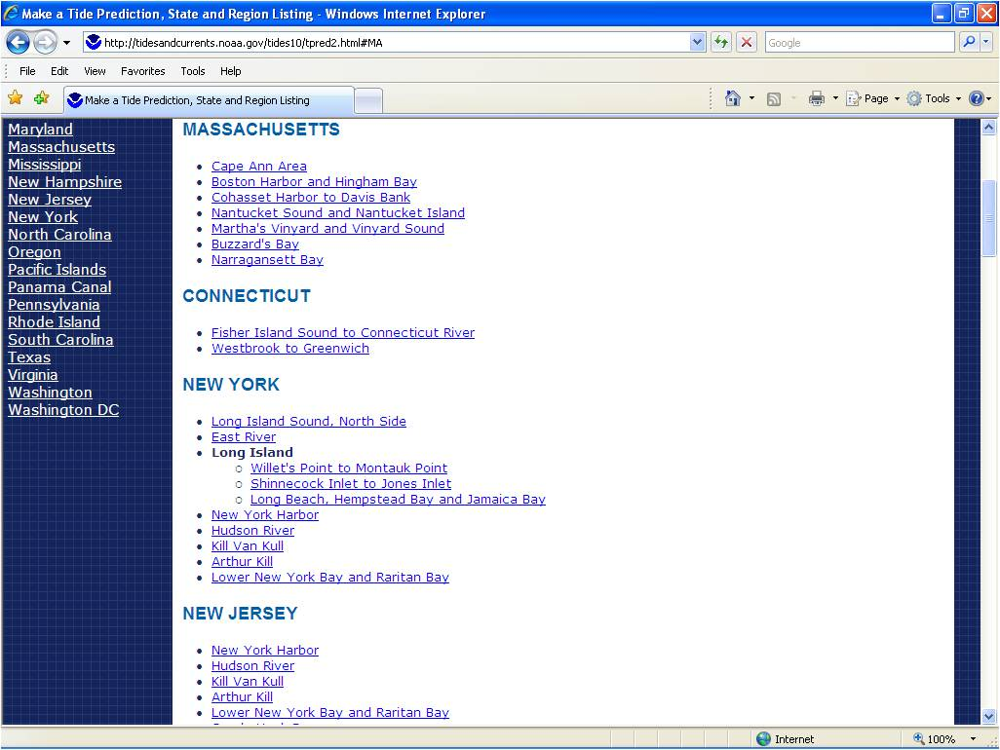 Make a Tide Prediction, State and Region Listing - Windows Internet Explorer
http://tidesandcurrents.noaa.gov/tides10/tpred2.html#MA
Google
File Edit View Favorites Tools Help
Make a Tide Prediction, State and Region Listing
Page Tools
Maryland
Massachusetts
Mississippi
New Hampshire
New Jersey
New York
North Carolina
Oregon
Pacific Islands
Panama Canal
Pennsylvania
Rhode Island
South Carolina
Texas
Virginia
Washington
Washington DC
MASSACHUSETTS
Cape Ann Area
Boston Harbor and Hingham Bay
Cohasset Harbor to Davis Bank
Nantucket Sound and Nantucket Island
Martha's Vinyard and Vinyard Sound
Buzzard's Bay
Narragansett Bay
CONNECTICUT
Fisher Island Sound to Connecticut River
Westbrook to Greenwich
NEW YORK
Long Island Sound, North Side
East River
Long Island
Willet's Point to Montauk Point
Shinnecock Inlet to Jones Inlet
Long Beach, Hempstead Bay and Jamaica Bay
New York Harbor
Hudson River
Kill Van Kull
Arthur Kill
Lower New York Bay and Raritan Bay
NEW JERSEY
New York Harbor
Hudson River
Kill Van Kull
Arthur Kill
Lower New York Bay and Raritan Bay
Internet
100%